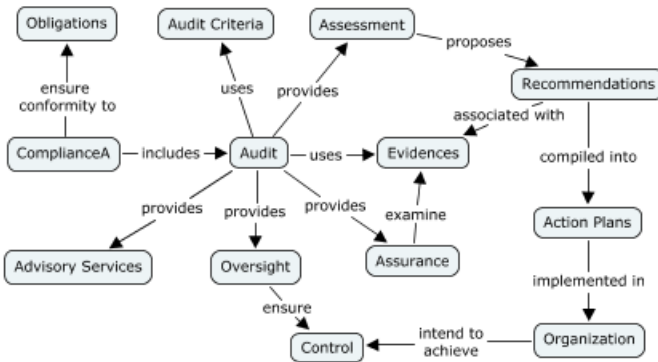 Obligations
Audit Criteria
Assessment
proposes
Recommendations
ensure
conformity to
uses
provides
associated with
ComplianceA
includes
Audit
uses
Evidences
compiled into
provides
provides
provides
examine
Action Plans
Advisory Services
Oversight
Assurance
implemented in
ensure
Control
intend to
achieve
Organization